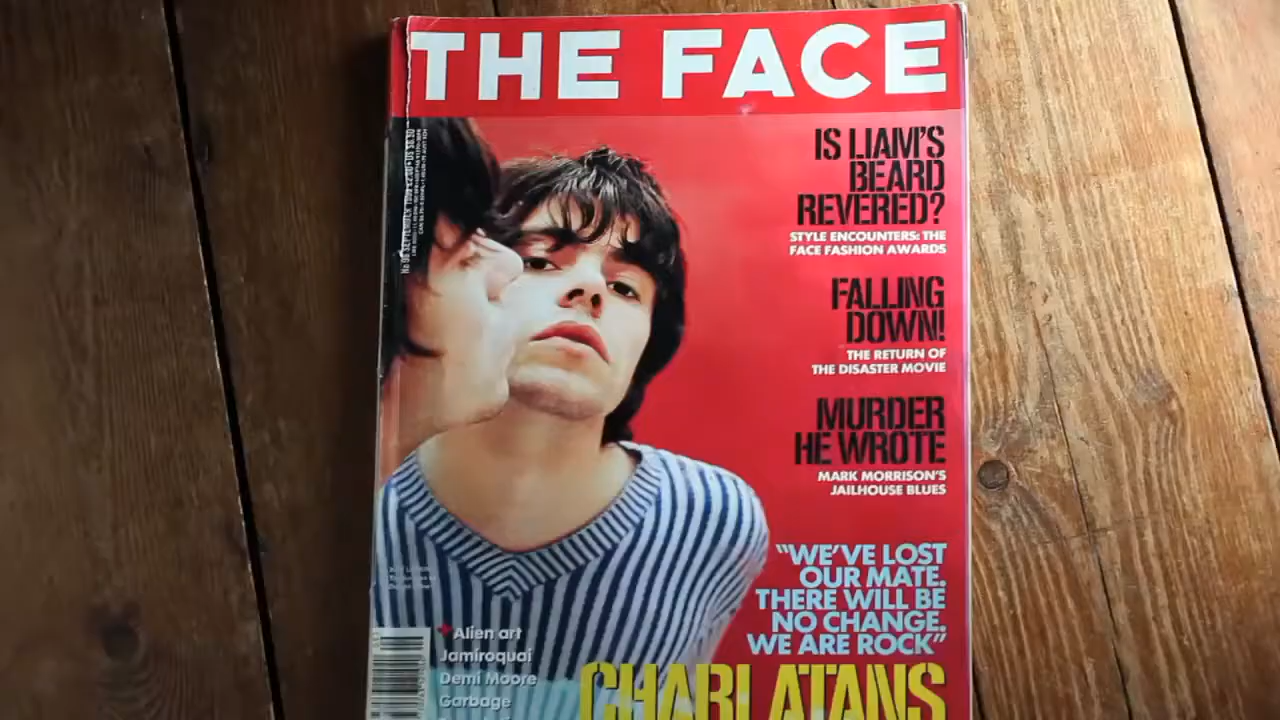 THE FACE
IS LIAM'S
BEARD
REVERED?
STYLE ENCOUNTERS: THE
FACE FASHION AWARDS
FALLING
DOWN!
THE RETURN OF
THE DISASTER MOVIE
MURDER
HE WROTE
MARK MORRISON'S
JAILHOUSE BLUES
"WE'VE LOST
OUR MATE.
THERE WILL BE
NO CHANGE.
WE ARE ROCK"
CHARLATANS
Alien art
Jamiroquai
Demi Moore
Garbage